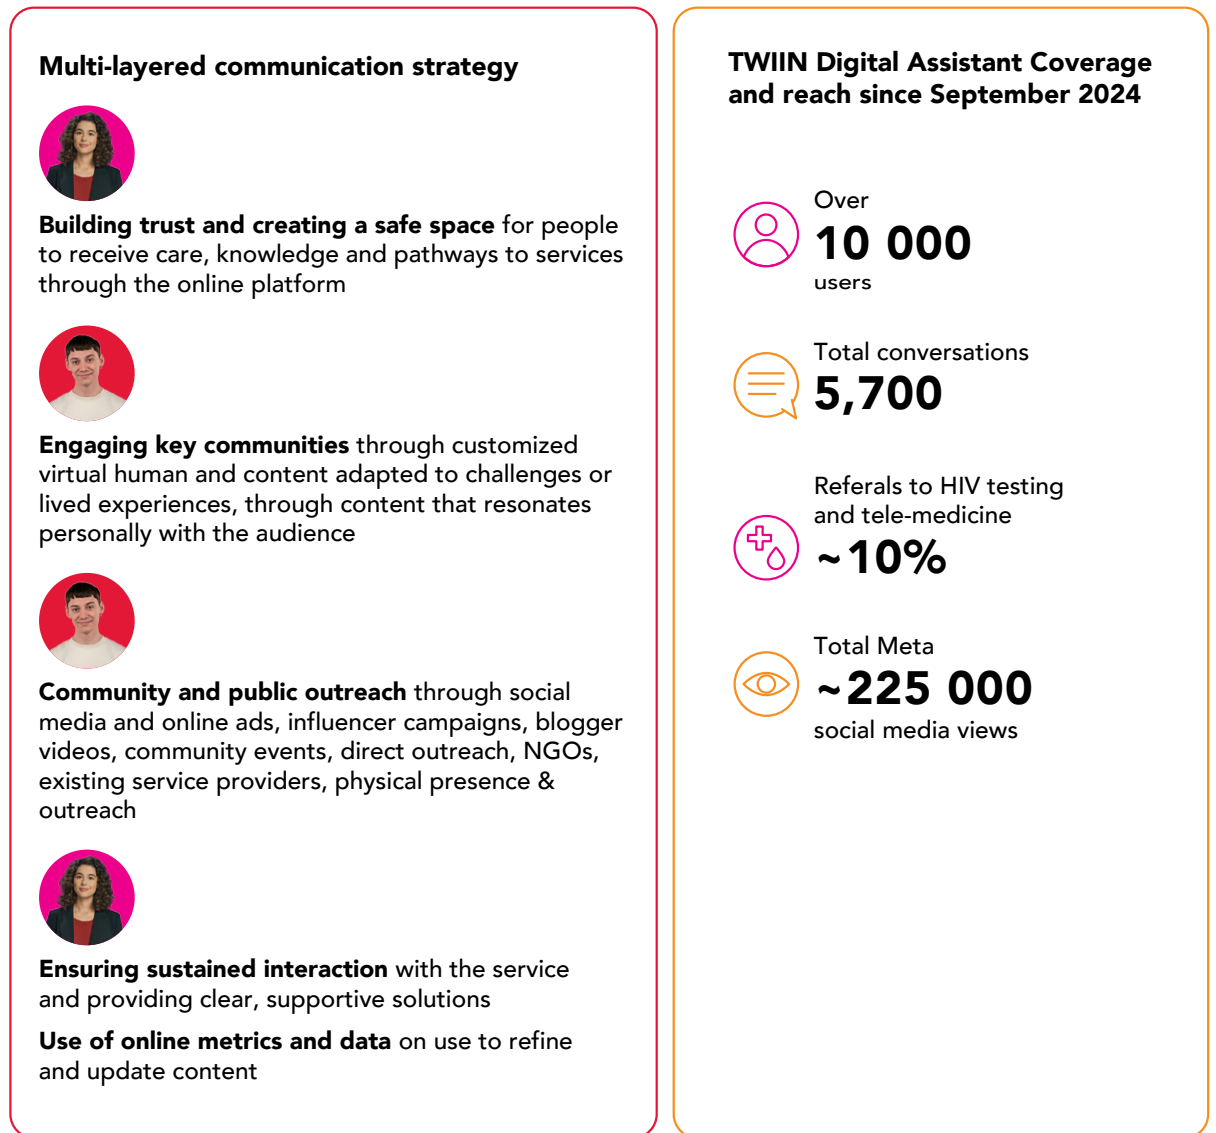 Multi-layered communication strategy
Building trust and creating a safe space for people
to receive care, knowledge and pathways to services
through the online platform
Engaging key communities through customized
virtual human and content adapted to challenges or
lived experiences, through content that resonates
personally with the audience
Community and public outreach through social
media and online ads, influencer campaigns, blogger
videos, community events, direct outreach, NGOs,
existing service providers, physical presence &
outreach
Ensuring sustained interaction with the service
and providing clear, supportive solutions
Use of online metrics and data on use to refine
and update content
TWIIN Digital Assistant Coverage
and reach since September 2024
Over
10 000
users
Total conversations
5,700
Referals to HIV testing
and tele-medicine
~10%
Total Meta
~225 000
social media views